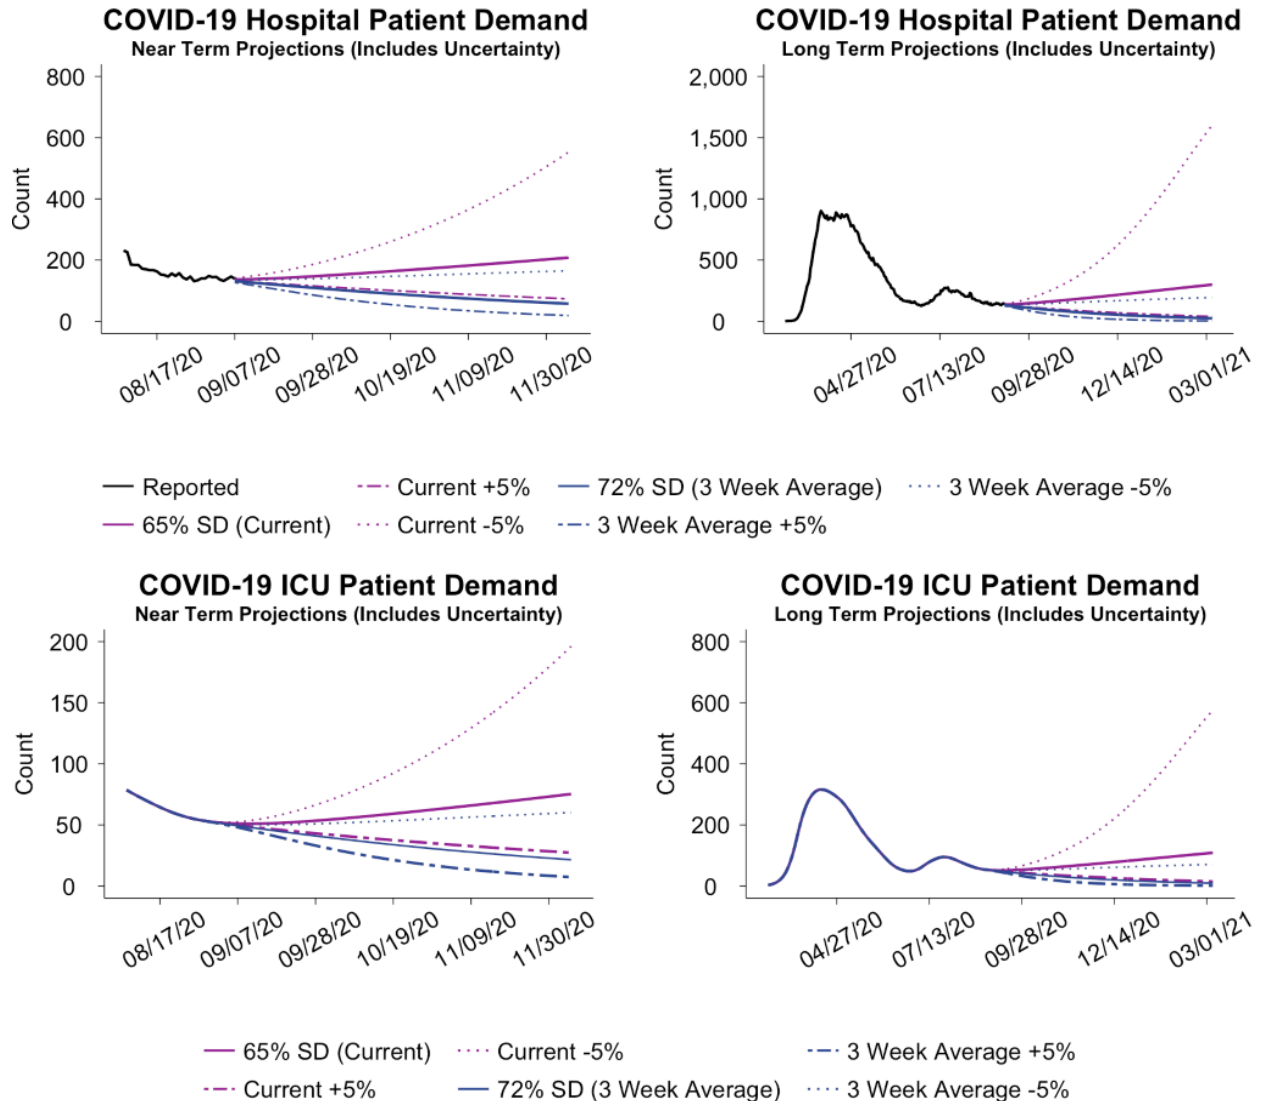 COVID-19 Hospital Patient Demand
Near Term Projections (Includes Uncertainty)
800
600
400
200
0
Count
08/17/20
09/07/20
09/28/20
10/19/20
11/09/20
11/30/20
COVID-19 Hospital Patient Demand
Long Term Projections (Includes Uncertainty)
2,000
1,500
1,000
500
0
Count
04/27/20
07/13/20
09/28/20
12/14/20
03/01/21
Reported
Current +5%
72% SD (3 Week Average)
3 Week Average -5%
65% SD (Current)
Current -5%
3 Week Average +5%
COVID-19 ICU Patient Demand
Near Term Projections (Includes Uncertainty)
200
150
100
50
0
Count
08/17/20
09/07/20
09/28/20
10/19/20
11/09/20
11/30/20
COVID-19 ICU Patient Demand
Long Term Projections (Includes Uncertainty)
800
600
400
200
0
Count
04/27/20
07/13/20
09/28/20
12/14/20
03/01/21
65% SD (Current)
Current -5%
3 Week Average +5%
Current +5%
72% SD (3 Week Average)
3 Week Average -5%